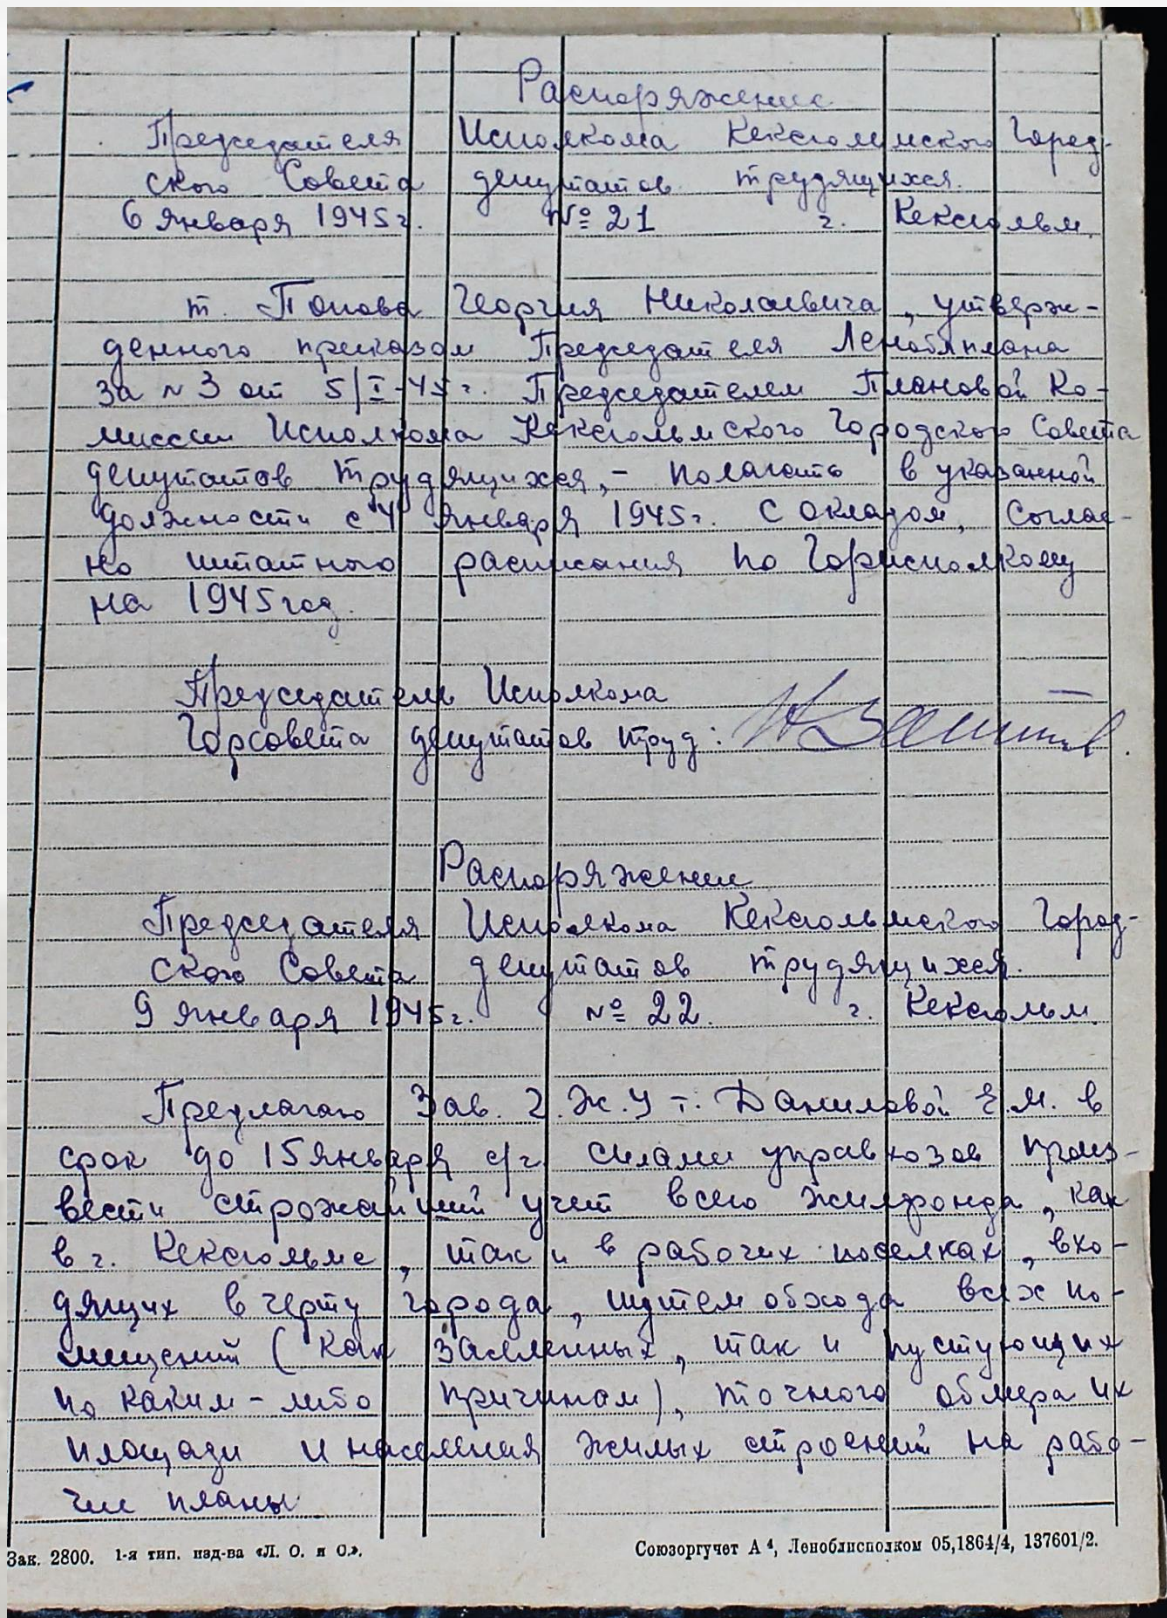 Распоряжение
Председателя Исполкома Кексгольмского Город-
ского Совета депутатов трудящихся.
6 января 1945г. № 21 г. Кексгольм.
т. Попова Георгия Николаевича, утверж-
денного приказом Председателя Леноблплана
за № 3 от 5/I-45г. Председателем Плановой Ко-
миссии Исполкома Кексгольмского Городского Совета
депутатов трудящихся, - полагать в указанной
должности с 4 января 1945г. с окладом, соглас-
но штатного расписания по Горисполкому
на 1945 год.
Председатель Исполкома
Горсовета депутатов труд:
Распоряжение
Председателя Исполкома Кексгольмского Город-
ского Совета депутатов трудящихся.
9 января 1945г. № 22. г. Кексгольм.
Предлагаю Зав. Г.Ж.У т. Даниловой Е.М. в
срок до 15 января с/г силами управхозов произ-
вести строжайший учет всего жилфонда, как
в г. Кексгольме, так и в рабочих поселках, вхо-
дящих в черту города, путем обхода всех по-
мещений (как заселенных, так и пустующих
по каким-либо причинам), точного обмера их
площади и нанесения жилых строений на рабо-
чие планы.
Зак. 2800. 1-я тип. изд-ва «Л. О. и О.».
Союзоргучет А⁴, Леноблисполком 05,1864/4, 137601/2.